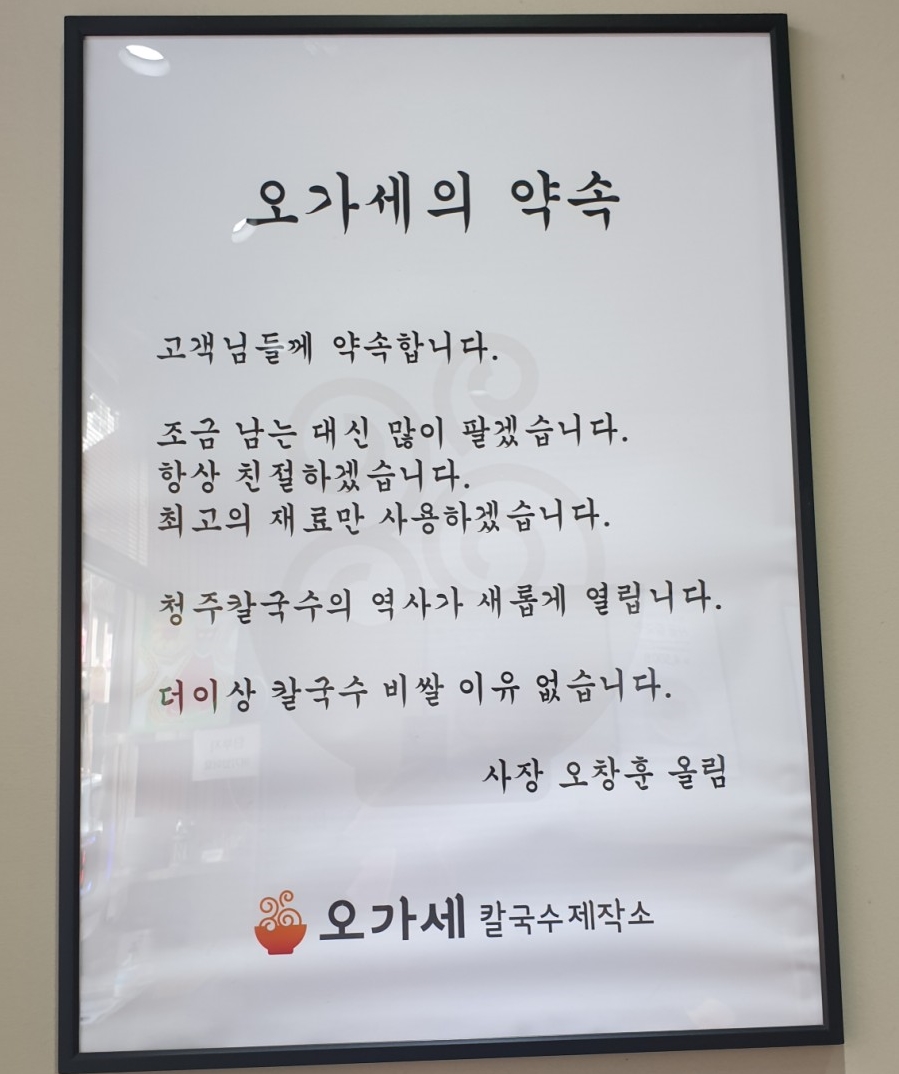 오가세의 약속
고객님들께 약속합니다.
조금 남는 대신 많이 팔겠습니다.
항상 친절하겠습니다.
최고의 재료만 사용하겠습니다.
청주칼국수의 역사가 새롭게 열립니다.
더이상 칼국수 비쌀 이유 없습니다.
사장 오창훈 올림
오가세 칼국수제작소